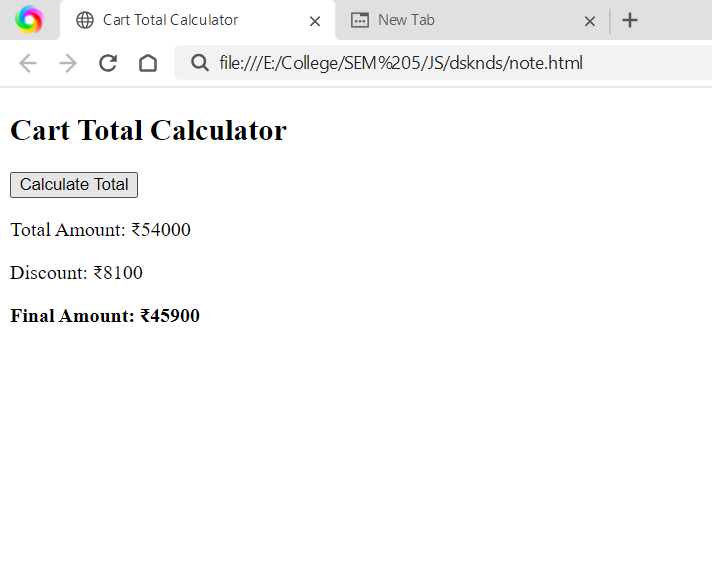 Cart Total Calculator
New Tab
file:///E:/College/SEM%205/JS/dsknds/note.html
Cart Total Calculator
Calculate Total
Total Amount: ₹54000
Discount: ₹8100
Final Amount: ₹45900